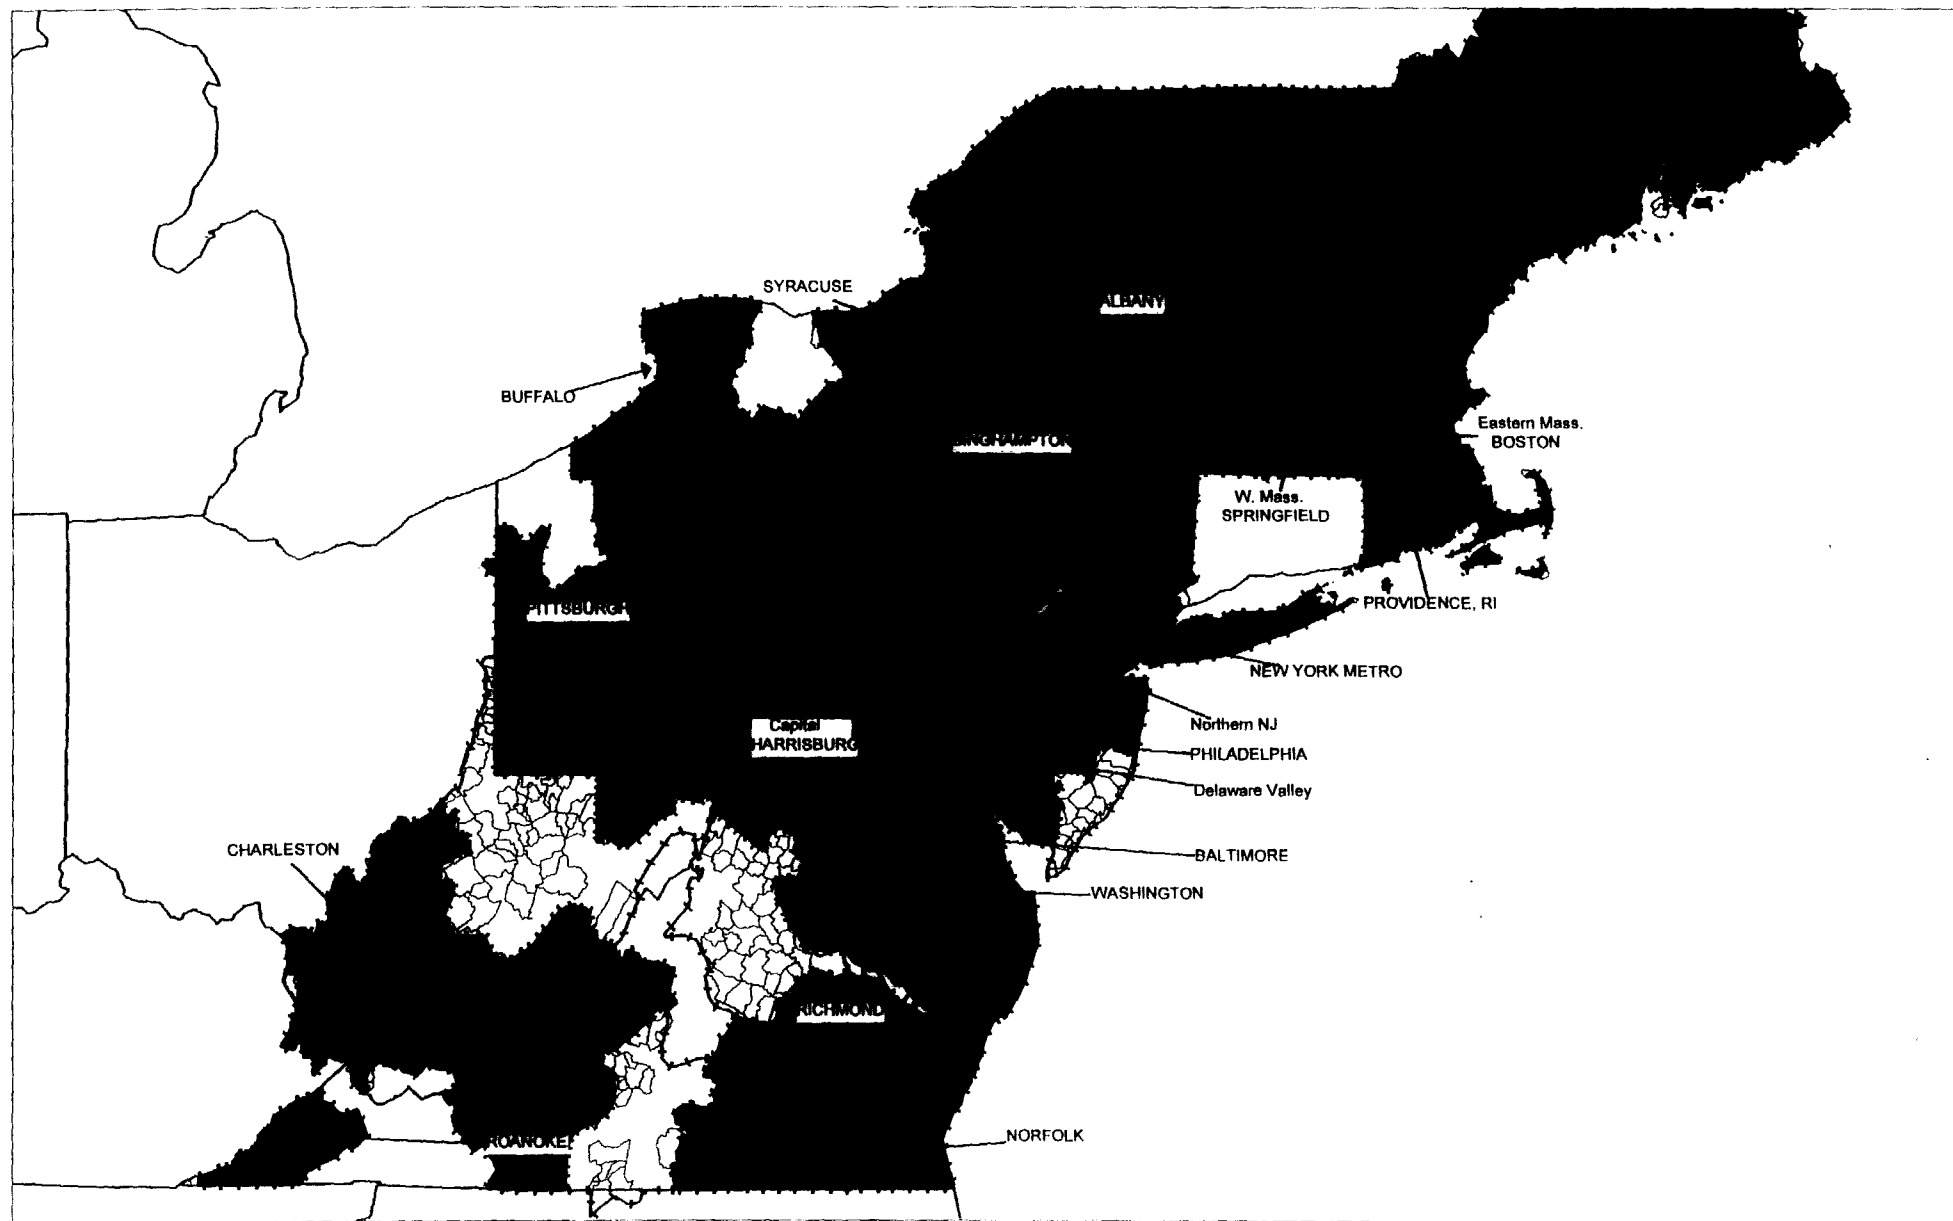 SYRACUSE
ALBANY
BUFFALO
BINGHAMPTON
Eastern Mass.
BOSTON
W. Mass.
SPRINGFIELD
PITTSBURGH
PROVIDENCE, RI
NEW YORK METRO
Capital
HARRISBURG
Northern NJ
PHILADELPHIA
Delaware Valley
CHARLESTON
BALTIMORE
WASHINGTON
RICHMOND
ROANOKE
NORFOLK